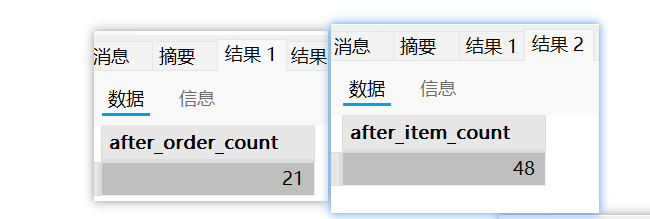 消息 摘要 结果 1 结果
数据 信息
after_order_count
21
消息 摘要 结果 1 结果 2
数据 信息
after_item_count
48